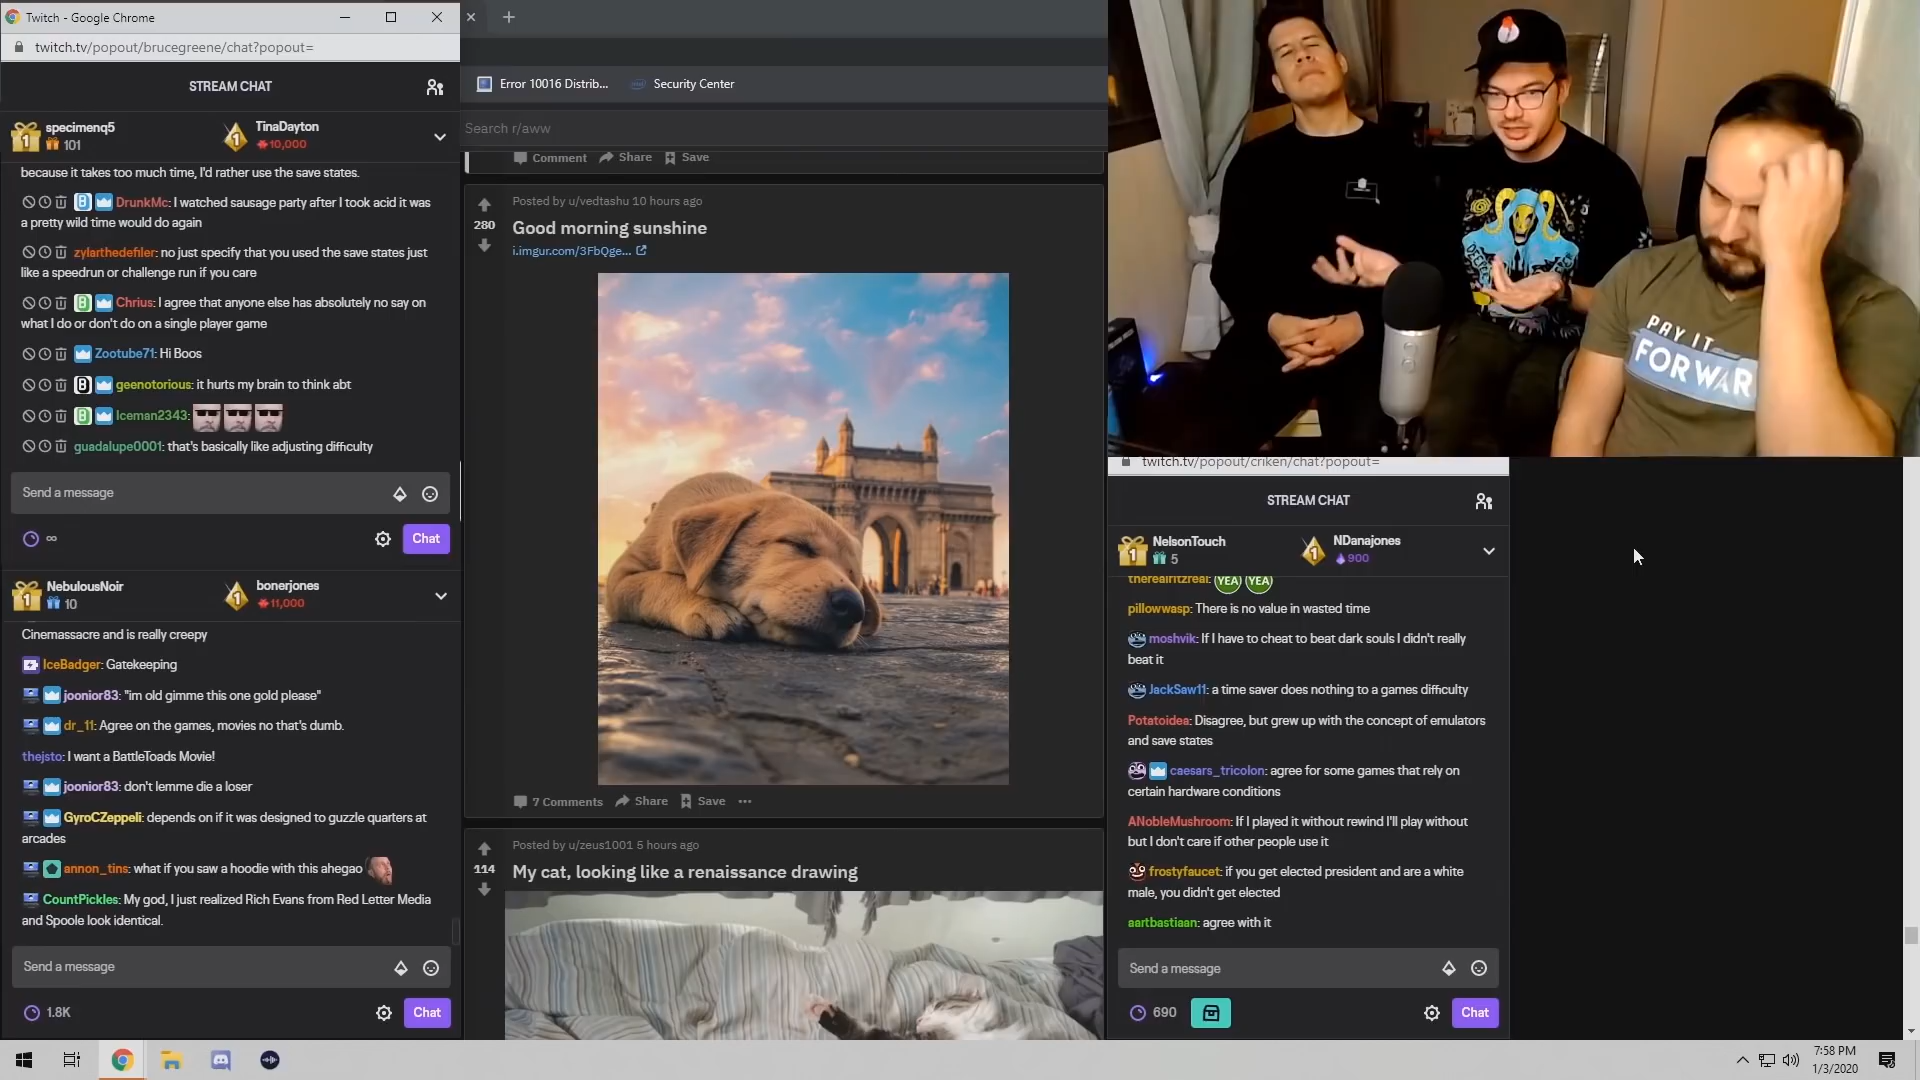 Twitch - Google Chrome
twitch.tv/popout/brucegreene/chat?popout=
STREAM CHAT
specimenq5
101
TinaDayton
10,000
because it takes too much time, I'd rather use the save states.
DrunkMc: I watched sausage party after I took acid it was
a pretty wild time would do again
zylarthedefiler: no just specify that you used the save states just
like a speedrun or challenge run if you care
Chrius: I agree that anyone else has absolutely no say on
what I do or don't do on a single player game
Zootube71: Hi Boos
geenotorious: it hurts my brain to think abt
Iceman2343:
guadalupe0001: that's basically like adjusting difficulty
Send a message
∞
Chat
NebulousNoir
10
bonerjones
11,000
Cinemassacre and is really creepy
IceBadger: Gatekeeping
joonior83: "im old gimme this one gold please"
dr_11: Agree on the games, movies no that's dumb.
thejsto: I want a BattleToads Movie!
joonior83: don't lemme die a loser
GyroCZeppeli: depends on if it was designed to guzzle quarters at
arcades
annon_tins: what if you saw a hoodie with this ahegao
CountPickles: My god, I just realized Rich Evans from Red Letter Media
and Spoole look identical.
Send a message
1.8K
Chat
Error 10016 Distrib...
Security Center
Search r/aww
Comment Share Save
Posted by u/vedtashu 10 hours ago
280
Good morning sunshine
i.imgur.com/3FbQge...
7 Comments Share Save
Posted by u/zeus1001 5 hours ago
114
My cat, looking like a renaissance drawing
PAY IT
FORWAR
twitch.tv/popout/criken/chat?popout=
STREAM CHAT
NelsonTouch
5
NDanajones
900
therealritzreal: YEA YEA
pillowwasp: There is no value in wasted time
moshvik: If I have to cheat to beat dark souls I didn't really
beat it
JackSaw11: a time saver does nothing to a games difficulty
Potatoidea: Disagree, but grew up with the concept of emulators
and save states
caesars_tricolon: agree for some games that rely on
certain hardware conditions
ANobleMushroom: If I played it without rewind I'll play without
but I don't care if other people use it
frostyfaucet: if you get elected president and are a white
male, you didn't get elected
aartbastiaan: agree with it
Send a message
690
Chat
7:58 PM
1/3/2020